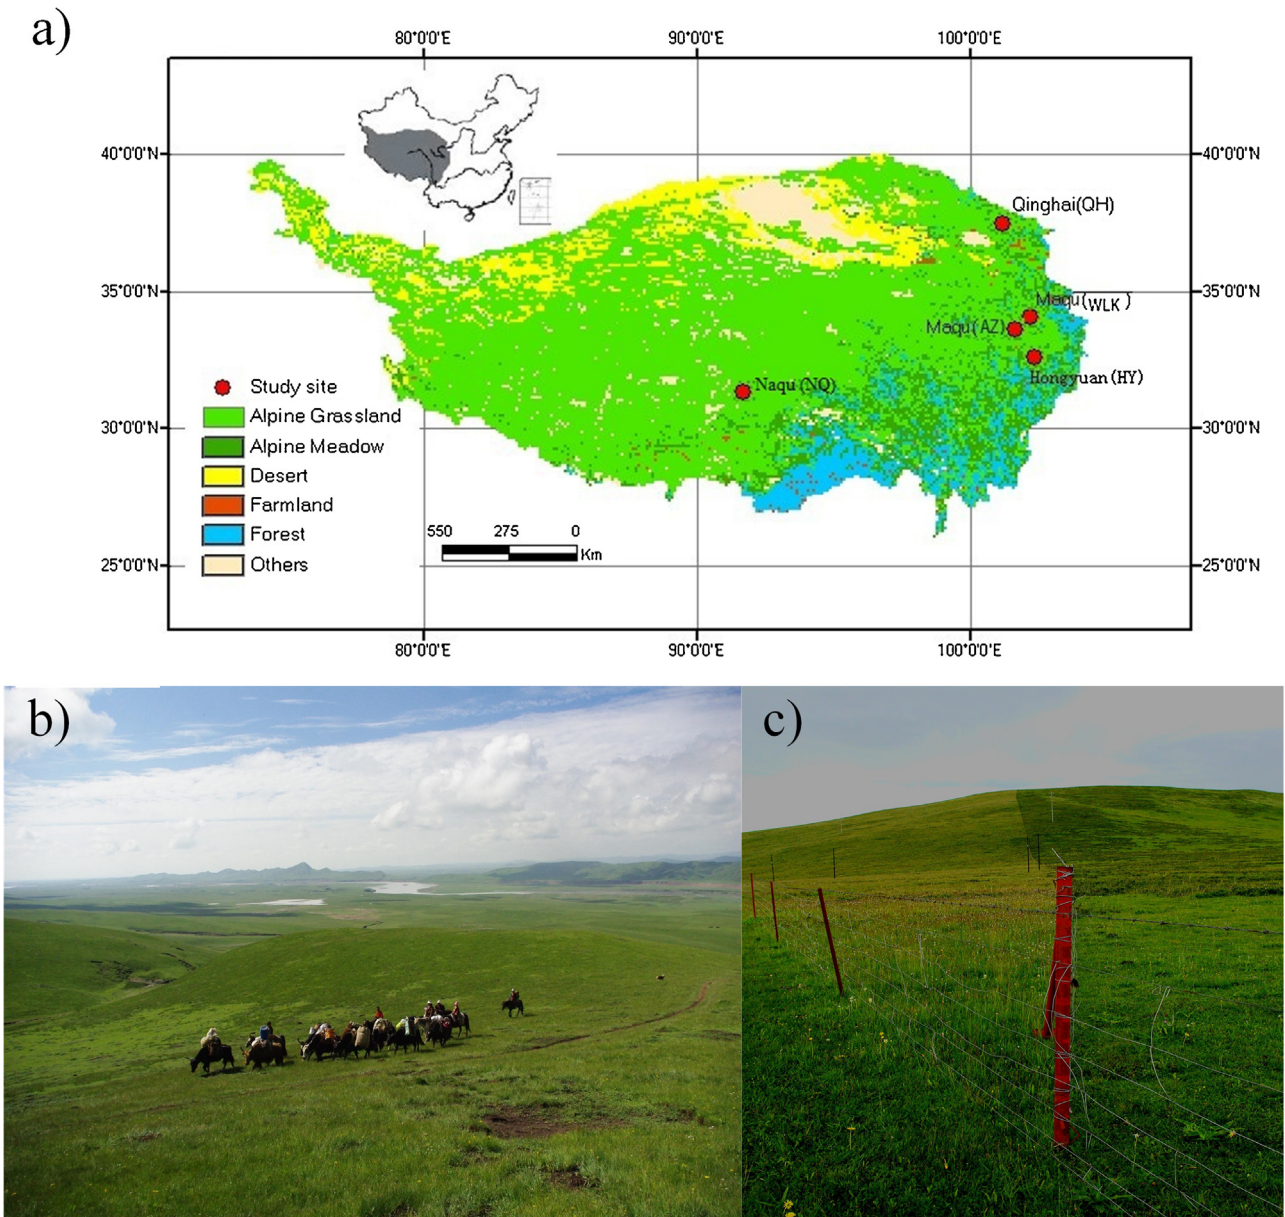 a)
80°0'0"E 90°0'0"E 100°0'0"E
40°0'0"N 40°0'0"N
Qinghai(QH)
35°0'0"N 35°0'0"N
Maqu(WLK)
Maqu(AZ)
Hongyuan(HY)
Naqu(NQ)
Study site
Alpine Grassland
30°0'0"N 30°0'0"N
Alpine Meadow
Desert
Farmland
Forest
550 275 0
Km
Others
25°0'0"N 25°0'0"N
80°0'0"E 90°0'0"E 100°0'0"E
b) c)